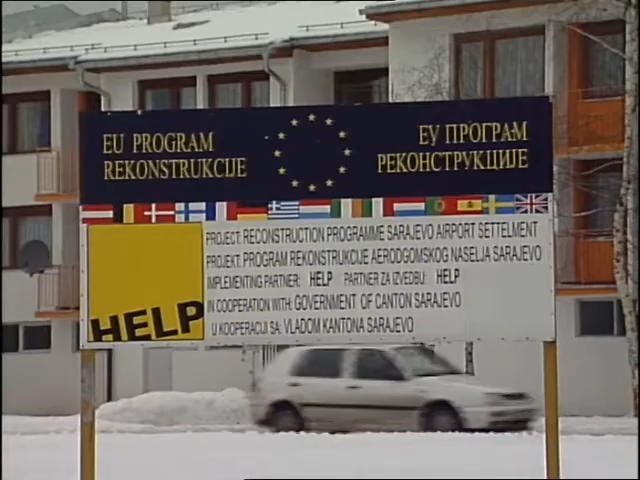 EU PROGRAM
REKONSTRUKCIJE
ЕУ ПРОГРАМ
РЕКОНСТРУКЦИЈЕ
HELP
PROJECT: RECONSTRUCTION PROGRAMME SARAJEVO AIRPORT SETTELMENT
PROJEKT: PROGRAM REKONSTRUKCIJE AERODGOMSKOG NASELJA SARAJEVO
IMPLEMENTING PARTNER: HELP PARTNER ZA IZVEDBU: HELP
IN COOPERATION WITH: GOVERNMENT OF CANTON SARAJEVO
U KOOPERACIJI SA: VLADOM KANTONA SARAJEVO